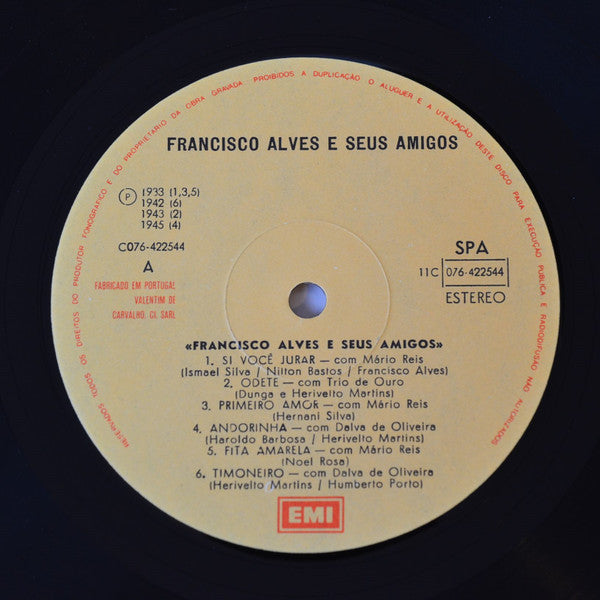 RESERVADOS TODOS OS DIREITOS DO PRODUTOR FONOGRÁFICO E DO PROPRIETÁRIO DA OBRA GRAVADA PROIBIDOS A DUPLICAÇÃO O ALUGUER E A UTILIZAÇÃO DESTE DISCO PARA EXECUÇÃO PUBLICA E RADIODIFUSÃO NÃO AUTORIZADOS
FRANCISCO ALVES E SEUS AMIGOS
Ⓟ 1933 (1,3,5)
1942 (6)
1943 (2)
1945 (4)
C076-422544
A
FABRICADO EM PORTUGAL
VALENTIM DE
CARVALHO, CI, SARL
SPA
11C 076-422544
ESTEREO
«FRANCISCO ALVES E SEUS AMIGOS»
1. SI VOCÊ JURAR — com Mário Reis
(Ismael Silva / Nilton Bastos / Francisco Alves)
2. ODETE — com Trio de Ouro
(Dunga e Herivelto Martins)
3. PRIMEIRO AMOR — com Mário Reis
(Hernani Silva)
4. ANDORINHA — com Dalva de Oliveira
(Haroldo Barbosa / Herivelto Martins)
5. FITA AMARELA — com Mário Reis
(Noel Rosa)
6. TIMONEIRO — com Dalva de Oliveira
(Herivelto Martins / Humberto Porto)
EMI